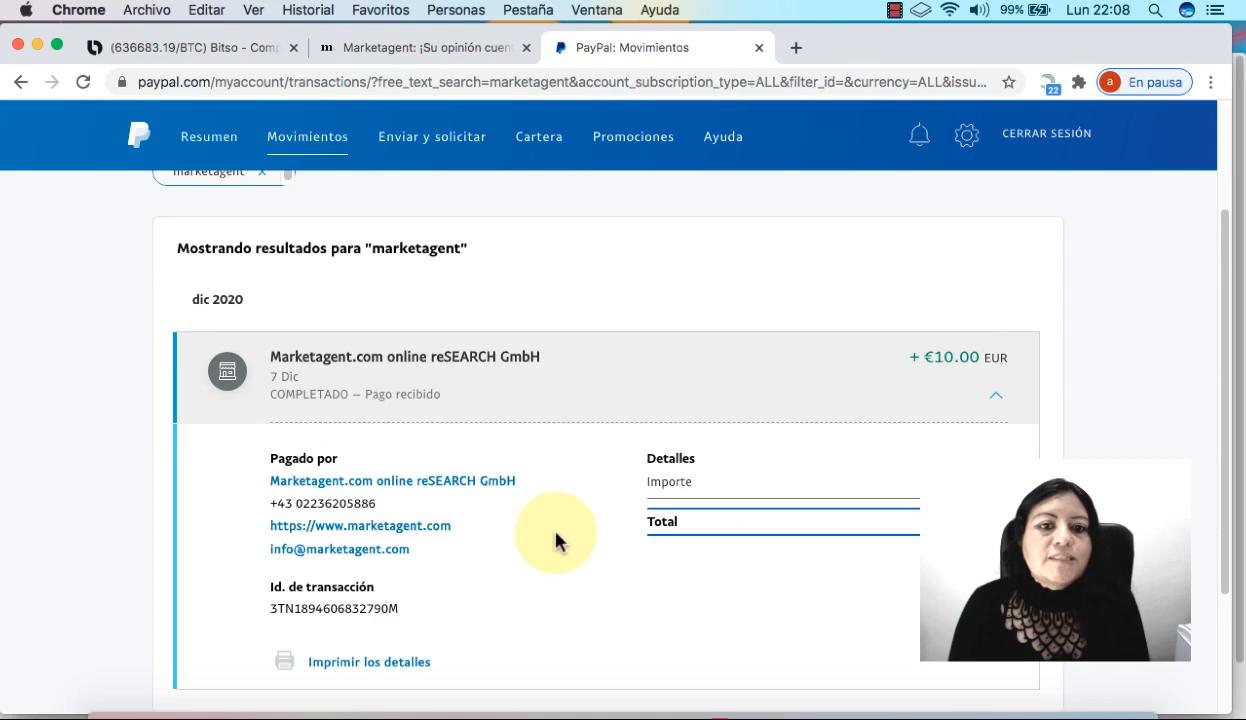 Chrome Archivo Editar Ver Historial Favoritos Personas Pestaña Ventana Ayuda 99% Lun 22:08
(636683.19/BTC) Bitso - Comp
Marketagent: ¡Su opinión cuen
PayPal: Movimientos
paypal.com/myaccount/transactions/?free_text_search=marketagent&account_subscription_type=ALL&filter_id=&currency=ALL&issu...
22
a En pausa
Resumen Movimientos Enviar y solicitar Cartera Promociones Ayuda CERRAR SESIÓN
marketagent
Mostrando resultados para "marketagent"
dic 2020
Marketagent.com online reSEARCH GmbH + €10.00 EUR
7 Dic
COMPLETADO – Pago recibido
Pagado por
Marketagent.com online reSEARCH GmbH
+43 02236205886
https://www.marketagent.com
info@marketagent.com
Id. de transacción
3TN1894606832790M
Imprimir los detalles
Detalles
Importe
Total